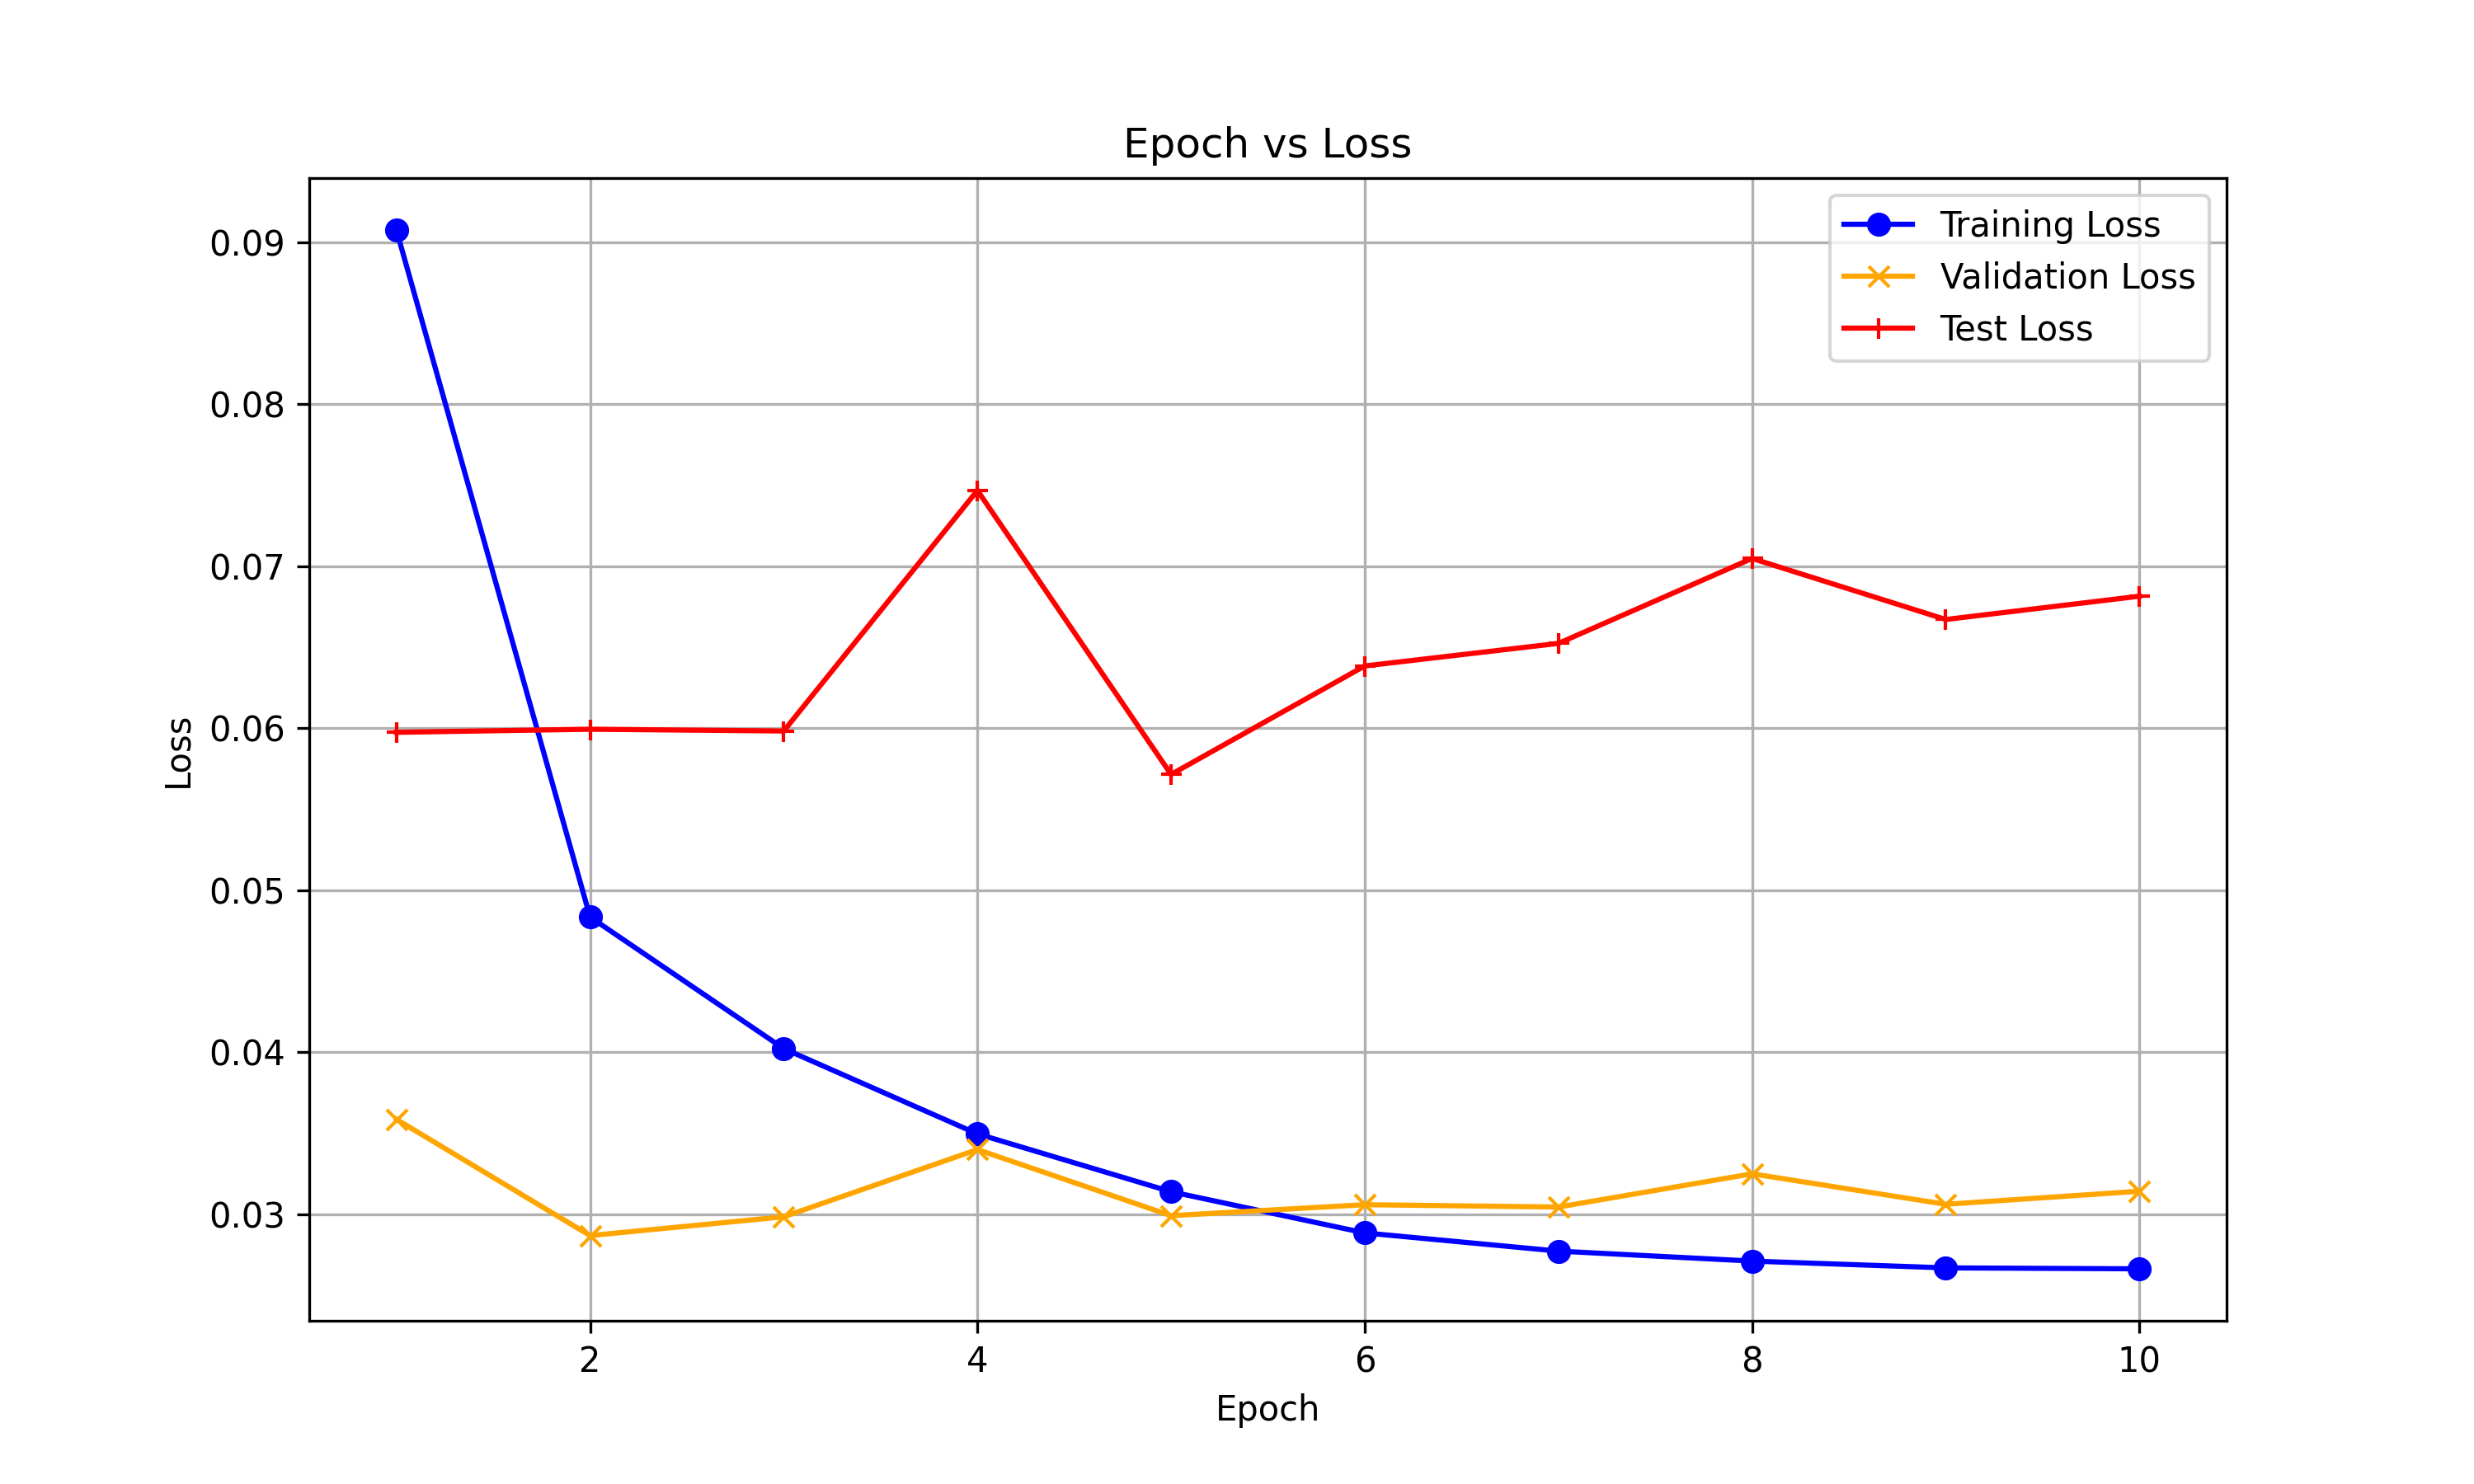 Epoch vs Loss
Training Loss
Validation Loss
Test Loss
0.09
0.08
0.07
0.06
0.05
0.04
0.03
Loss
2 4 6 8 10
Epoch